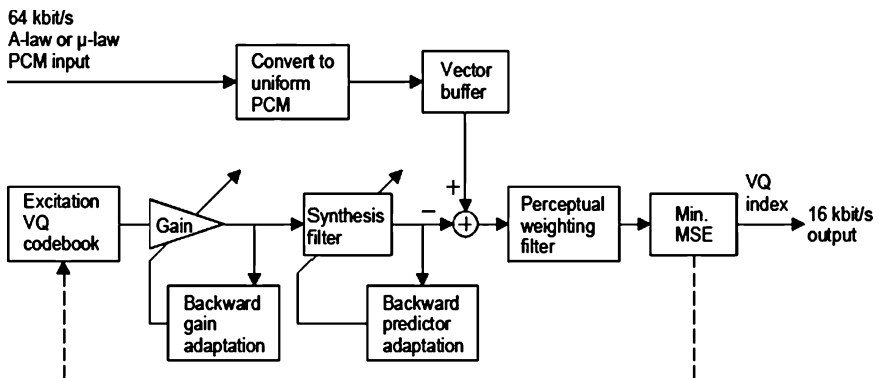 64 kbit/s
A-law or µ-law
PCM input
Convert to
uniform
PCM
Vector
buffer
Excitation
VQ
codebook
Gain
Synthesis
filter
+
−
+
Perceptual
weighting
filter
Min.
MSE
VQ
index
16 kbit/s
output
Backward
gain
adaptation
Backward
predictor
adaptation